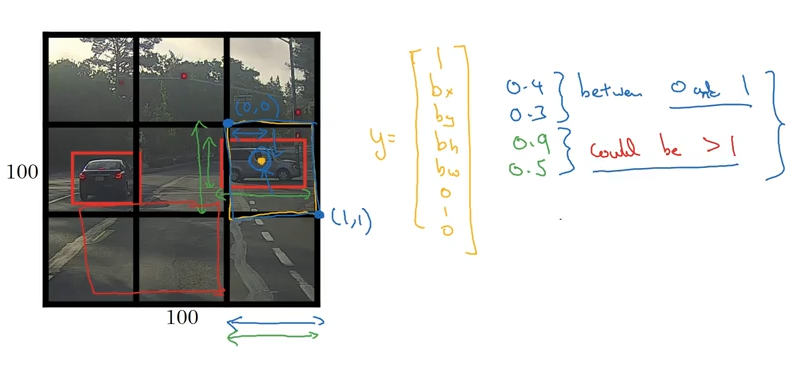 100
100
(0,0)
(1,1)
y=
1
bx
by
bh
bw
0
1
0
0.4
0.3
between 0 and 1
0.9
0.5
could be > 1